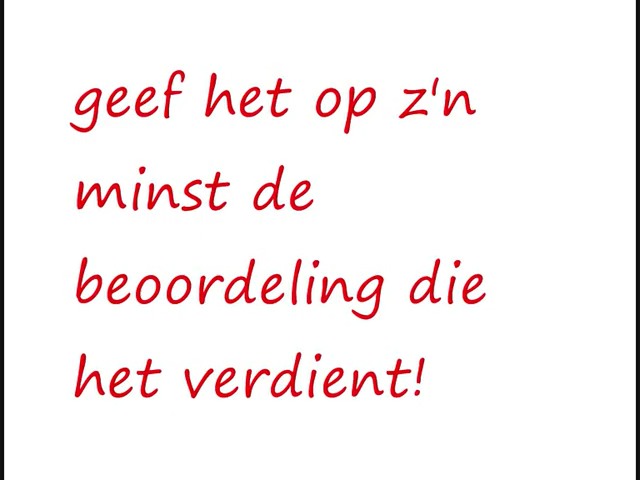 geef het op z'n
minst de
beoordeling die
het verdient!